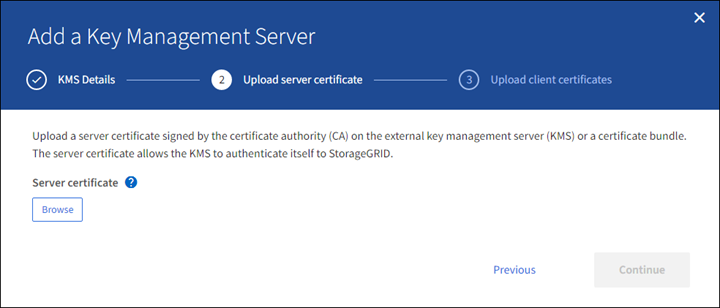 Add a Key Management Server
KMS Details
2 Upload server certificate
3 Upload client certificates
Upload a server certificate signed by the certificate authority (CA) on the external key management server (KMS) or a certificate bundle.
The server certificate allows the KMS to authenticate itself to StorageGRID.
Server certificate ?
Browse
Previous
Continue